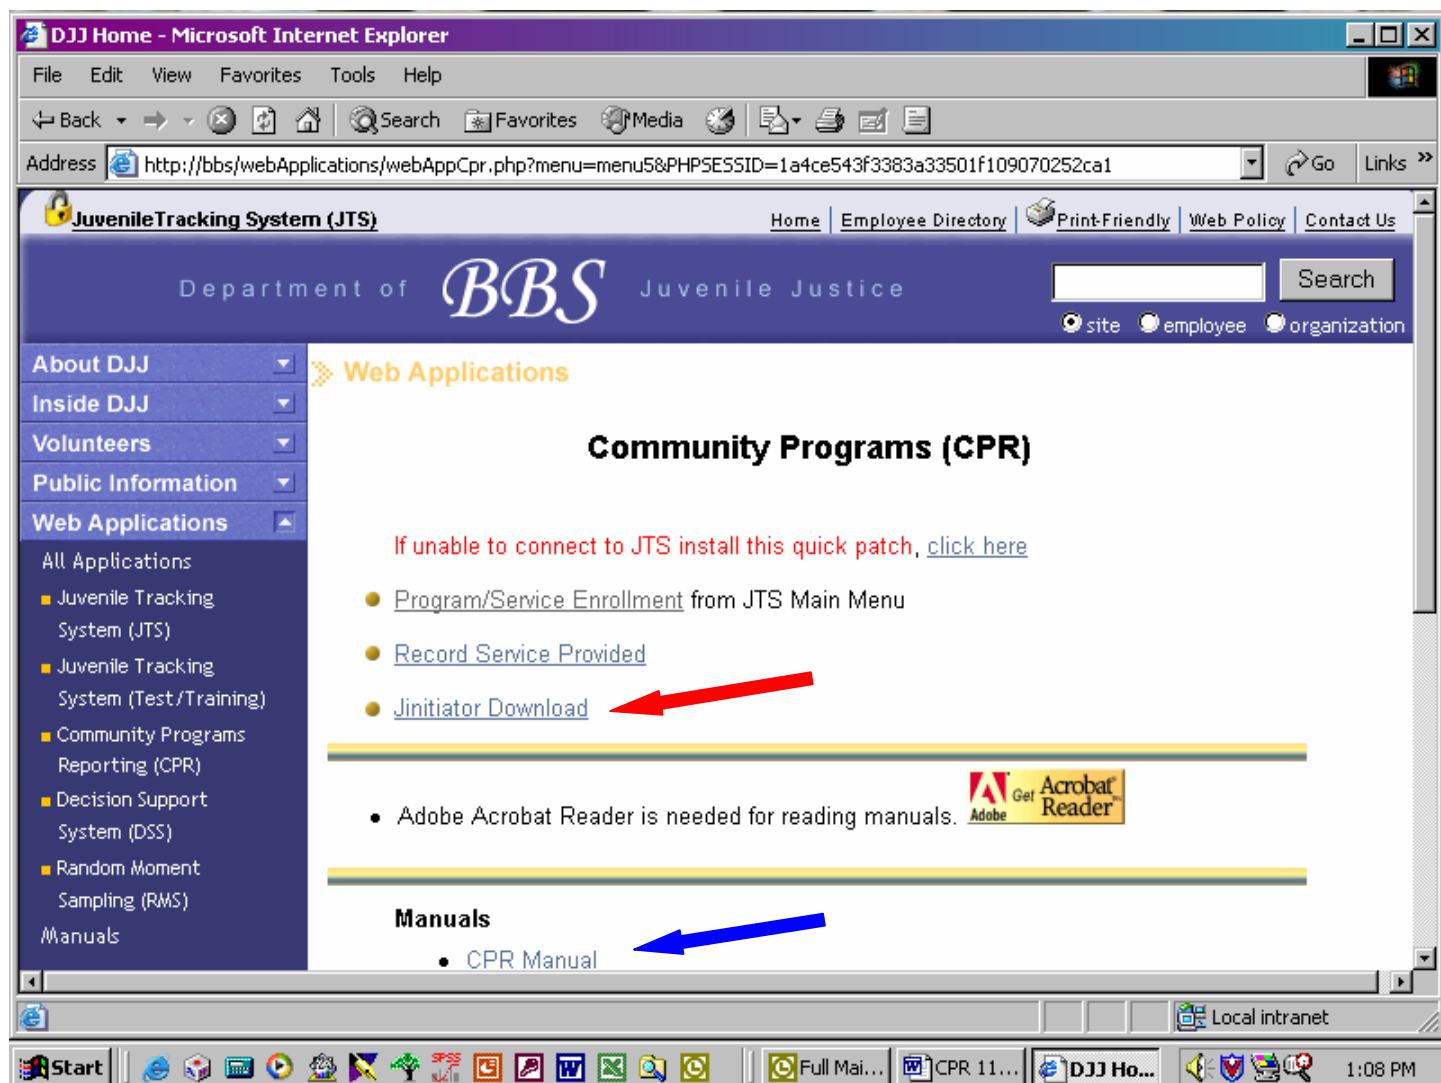 DJJ Home - Microsoft Internet Explorer
File Edit View Favorites Tools Help
Back Search Favorites Media
Address http://bbs/webApplications/webAppCpr.php?menu=menu5&PHPSESSID=1a4ce543f3383a33501f109070252ca1 Go Links »
JuvenileTracking System (JTS) Home Employee Directory Print-Friendly Web Policy Contact Us
Department of BBS Juvenile Justice
Search
site employee organization
About DJJ
Inside DJJ
Volunteers
Public Information
Web Applications
All Applications
Juvenile Tracking
System (JTS)
Juvenile Tracking
System (Test/Training)
Community Programs
Reporting (CPR)
Decision Support
System (DSS)
Random Moment
Sampling (RMS)
Manuals
Web Applications
Community Programs (CPR)
If unable to connect to JTS install this quick patch, click here
Program/Service Enrollment from JTS Main Menu
Record Service Provided
Jinitiator Download
Adobe Acrobat Reader is needed for reading manuals.
Adobe Get Acrobat Reader
Manuals
CPR Manual
Local intranet
Start SPSS Full Mai... CPR 11... DJJ Ho... 1:08 PM